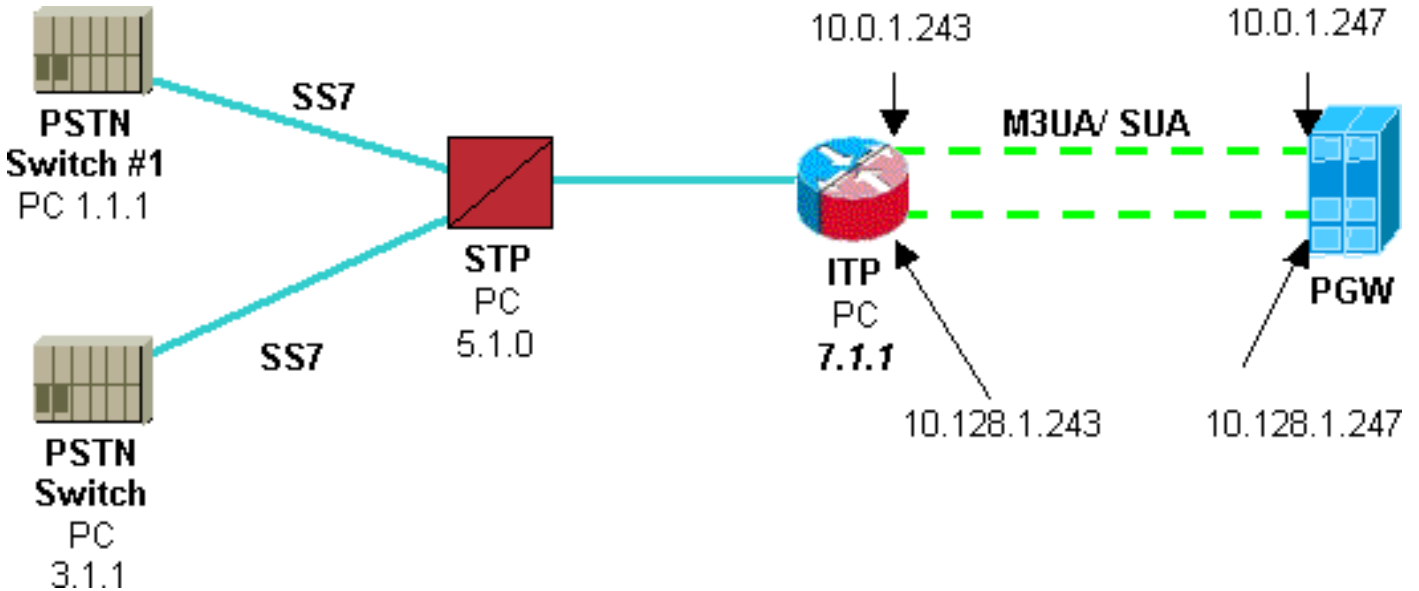 10.0.1.243
10.0.1.247
SS7
M3UA/ SUA
PSTN
Switch #1
PC 1.1.1
STP
PC
5.1.0
ITP
PC
7.1.1
PGW
SS7
10.128.1.243
10.128.1.247
PSTN
Switch
PC
3.1.1